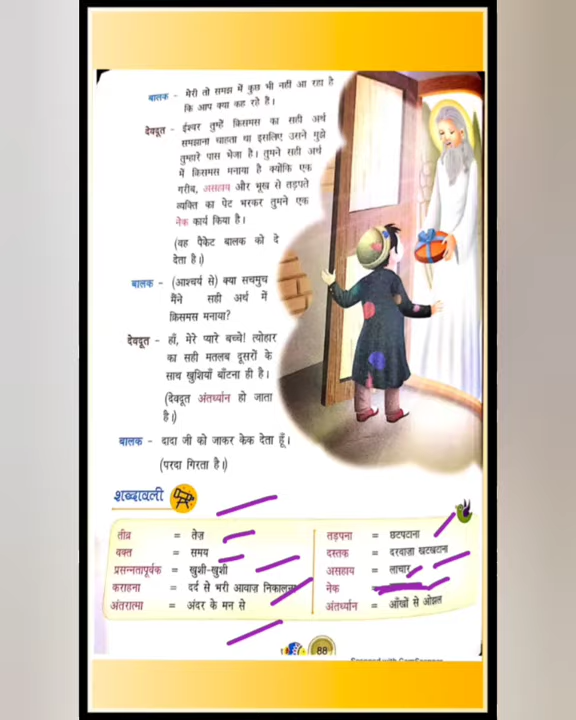 बालक - मेरी तो समझ में कुछ भी नहीं आ रहा है
कि आप क्या कह रहे हैं।
देवदूत - ईश्वर तुम्हें क्रिसमस का सही अर्थ
समझाना चाहता था इसलिए उसने मुझे
तुम्हारे पास भेजा है। तुमने सही अर्थ
में क्रिसमस मनाया है क्योंकि एक
गरीब, असहाय और भूख से तड़पते
व्यक्ति का पेट भरकर तुमने एक
नेक कार्य किया है।
(वह पैकेट बालक को दे
देता है।)
बालक - (आश्चर्य से) क्या सचमुच
मैंने सही अर्थ में
क्रिसमस मनाया?
देवदूत - हाँ, मेरे प्यारे बच्चे! त्योहार
का सही मतलब दूसरों के
साथ खुशियाँ बाँटना ही है।
(देवदूत अंतर्ध्यान हो जाता
है।)
बालक - दादा जी को जाकर केक देता हूँ।
(परदा गिरता है।)
शब्दावली
तीव्र = तेज़
वक्त = समय
प्रसन्नतापूर्वक = खुशी-खुशी
कराहना = दर्द से भरी आवाज़ निकालना
अंतरात्मा = अंदर के मन से
तड़पना = छटपटाना
दस्तक = दरवाज़ा खटखटाना
असहाय = लाचार
नेक =
अंतर्ध्यान = आँखों से ओझल
88
Scanned with CamScanner